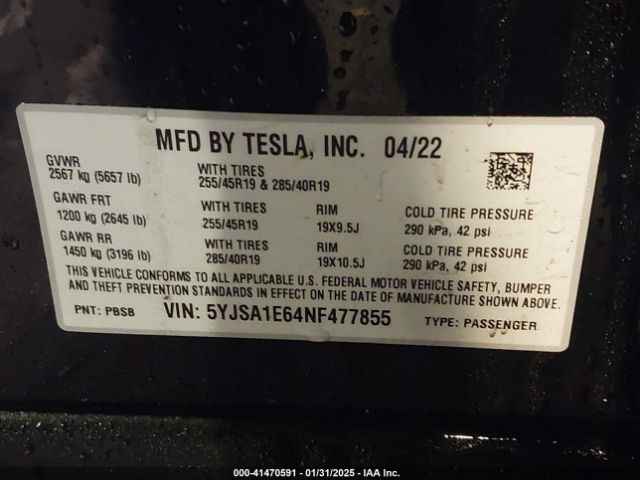 MFD BY TESLA, INC. 04/22
GVWR
2567 kg (5657 lb)
WITH TIRES
255/45R19 & 285/40R19
GAWR FRT
1200 kg (2645 lb)
WITH TIRES
255/45R19
RIM
19X9.5J
COLD TIRE PRESSURE
290 kPa, 42 psi
GAWR RR
1450 kg (3196 lb)
WITH TIRES
285/40R19
RIM
19X10.5J
COLD TIRE PRESSURE
290 kPa, 42 psi
THIS VEHICLE CONFORMS TO ALL APPLICABLE U.S. FEDERAL MOTOR VEHICLE SAFETY, BUMPER
AND THEFT PREVENTION STANDARDS IN EFFECT ON THE DATE OF MANUFACTURE SHOWN ABOVE.
PNT: PBSB VIN: 5YJSA1E64NF477855 TYPE: PASSENGER
000-41470591 - 01/31/2025 - IAA Inc.